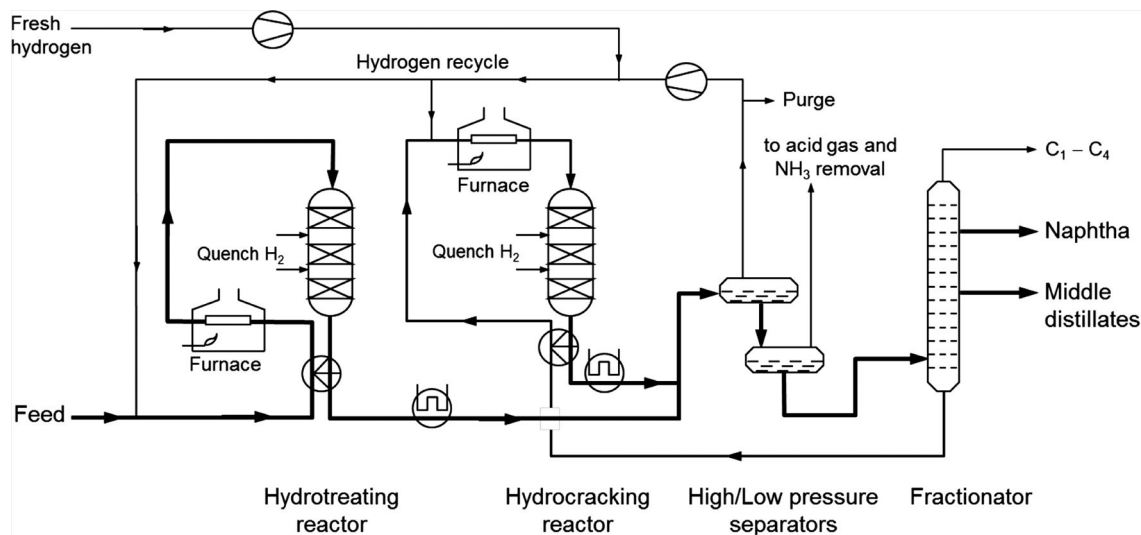 Fresh
hydrogen
Hydrogen recycle
Purge
to acid gas and
NH₃ removal
C₁ – C₄
Furnace
Quench H₂
Quench H₂
Naphtha
Middle
distillates
Furnace
Feed
Hydrotreating
reactor
Hydrocracking
reactor
High/Low pressure
separators
Fractionator